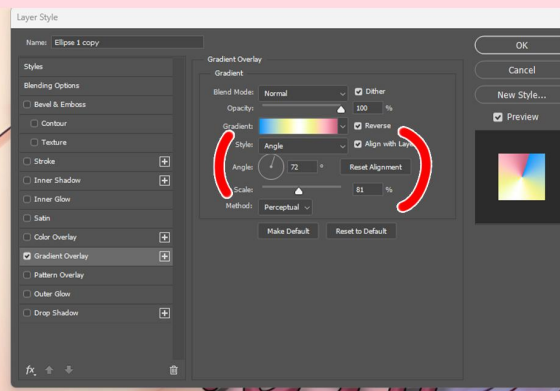 Layer Style
Name: Ellipse 1 copy
Styles
Blending Options
Bevel & Emboss
Contour
Texture
Stroke
Inner Shadow
Inner Glow
Satin
Color Overlay
Gradient Overlay
Pattern Overlay
Outer Glow
Drop Shadow
fx
Gradient Overlay
Gradient
Blend Mode: Normal Dither
Opacity: 100 %
Gradient: Reverse
Style: Angle Align with Layer
Angle: 72 ° Reset Alignment
Scale: 81 %
Method: Perceptual
Make Default Reset to Default
OK
Cancel
New Style...
Preview